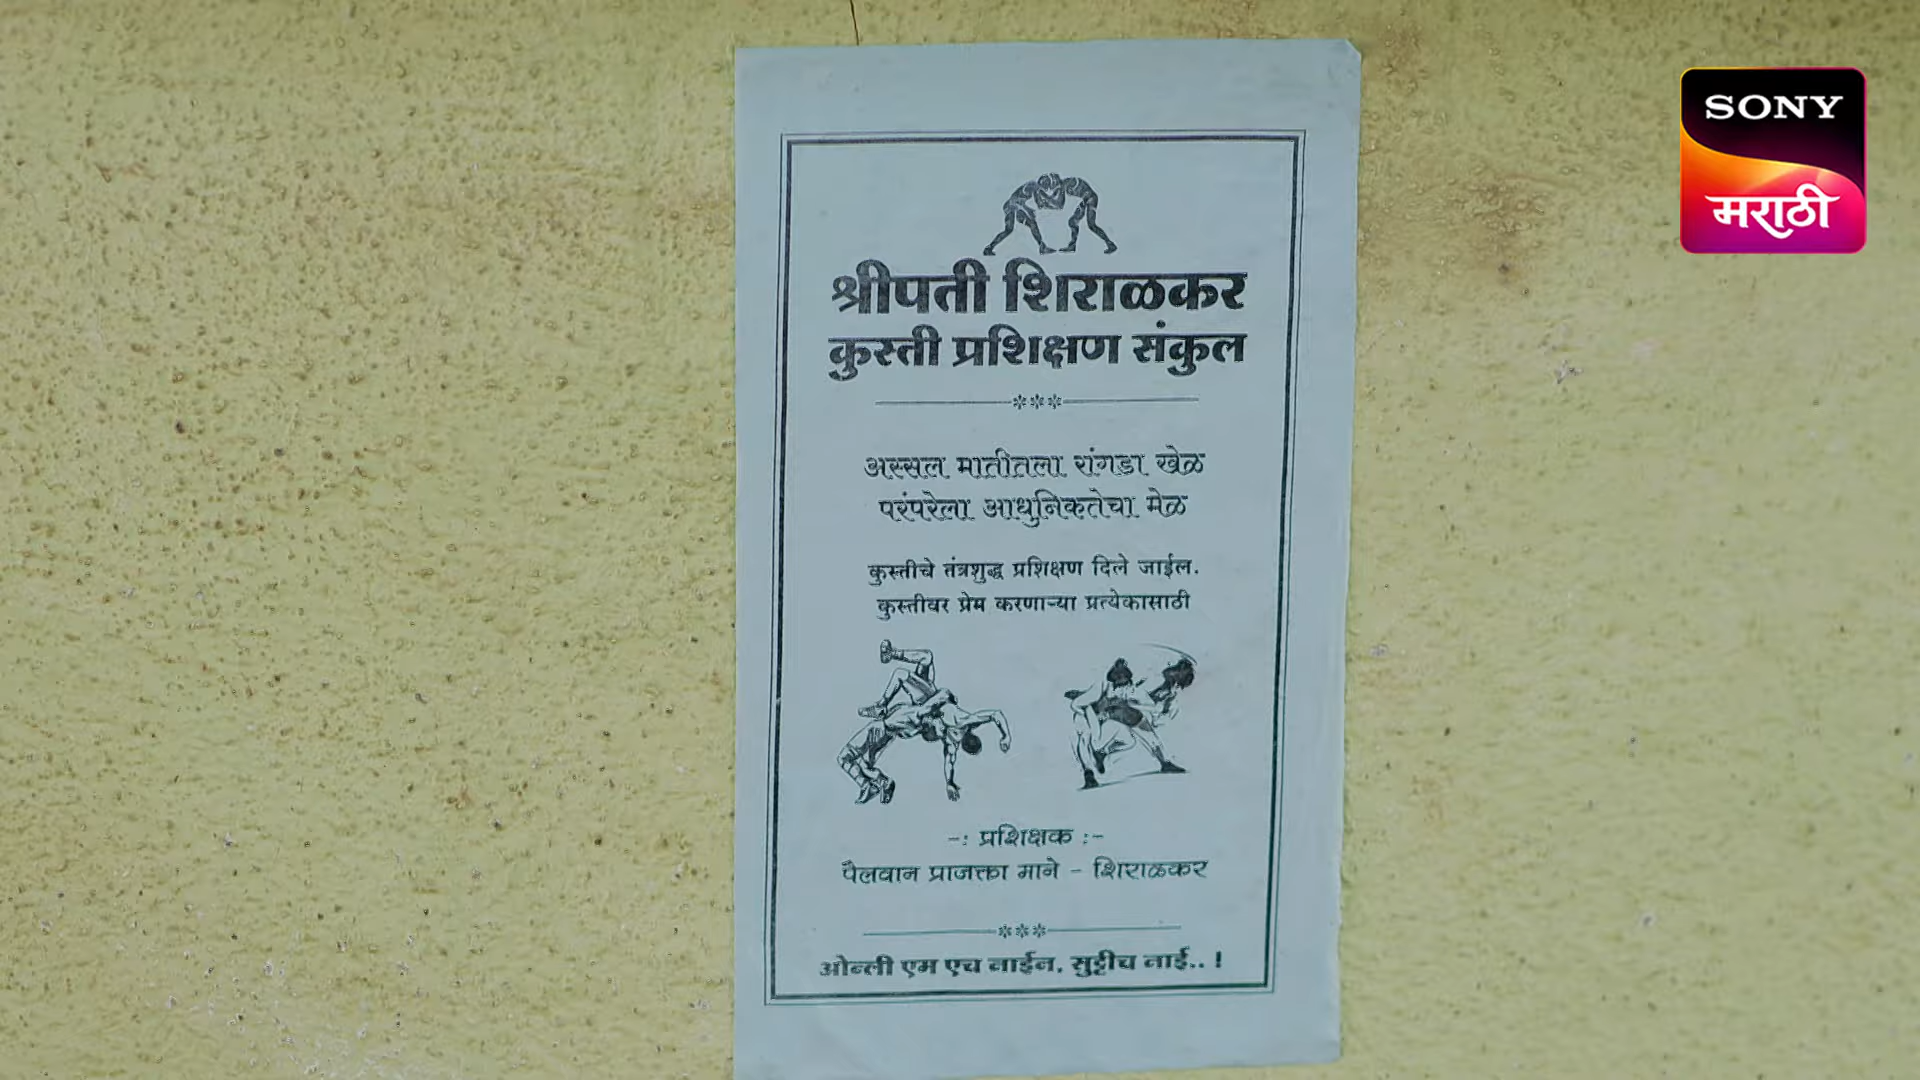 SONY
मराठी
श्रीपती शिराळकर
कुस्ती प्रशिक्षण संकुल
अस्सल मातीतला रांगडा खेळ
परंपरेला आधुनिकतेचा मेळ
कुस्तीचे तंत्रशुद्ध प्रशिक्षण दिले जाईल.
कुस्तीवर प्रेम करणाऱ्या प्रत्येकासाठी
-: प्रशिक्षक :-
पैलवान प्राजक्ता माने - शिराळकर
ओन्ली एम एच नाईन, सुट्टीच नाई.. !